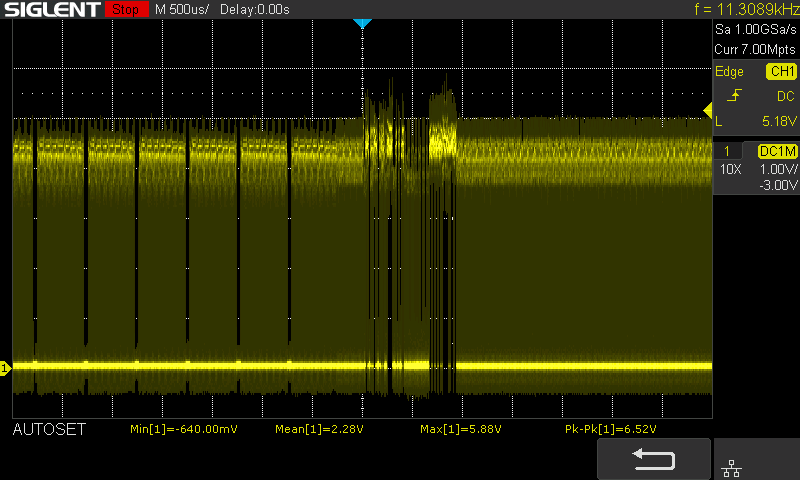 SIGLENT Stop M 500us/ Delay:0.00s f = 11.3089kHz
Sa 1.00GSa/s
Curr 7.00Mpts
Edge CH1
DC
L 5.18V
1 DC1M
10X 1.00V/
-3.00V
1
AUTOSET Min[1]=-640.00mV Mean[1]=2.28V Max[1]=5.88V Pk-Pk[1]=6.52V